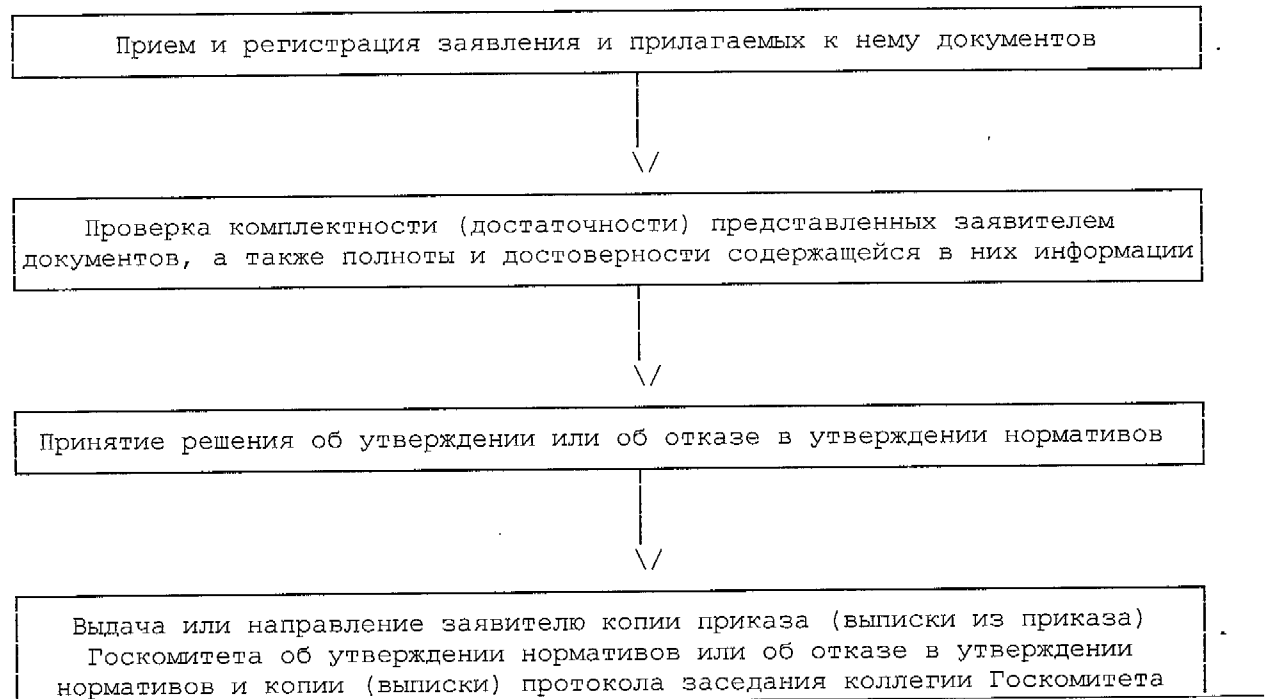 Прием и регистрация заявления и прилагаемых к нему документов
Проверка комплектности (достаточности) представленных заявителем
документов, а также полноты и достоверности содержащейся в них информации
Принятие решения об утверждении или об отказе в утверждении нормативов
Выдача или направление заявителю копии приказа (выписки из приказа)
Госкомитета об утверждении нормативов или об отказе в утверждении
нормативов и копии (выписки) протокола заседания коллегии Госкомитета